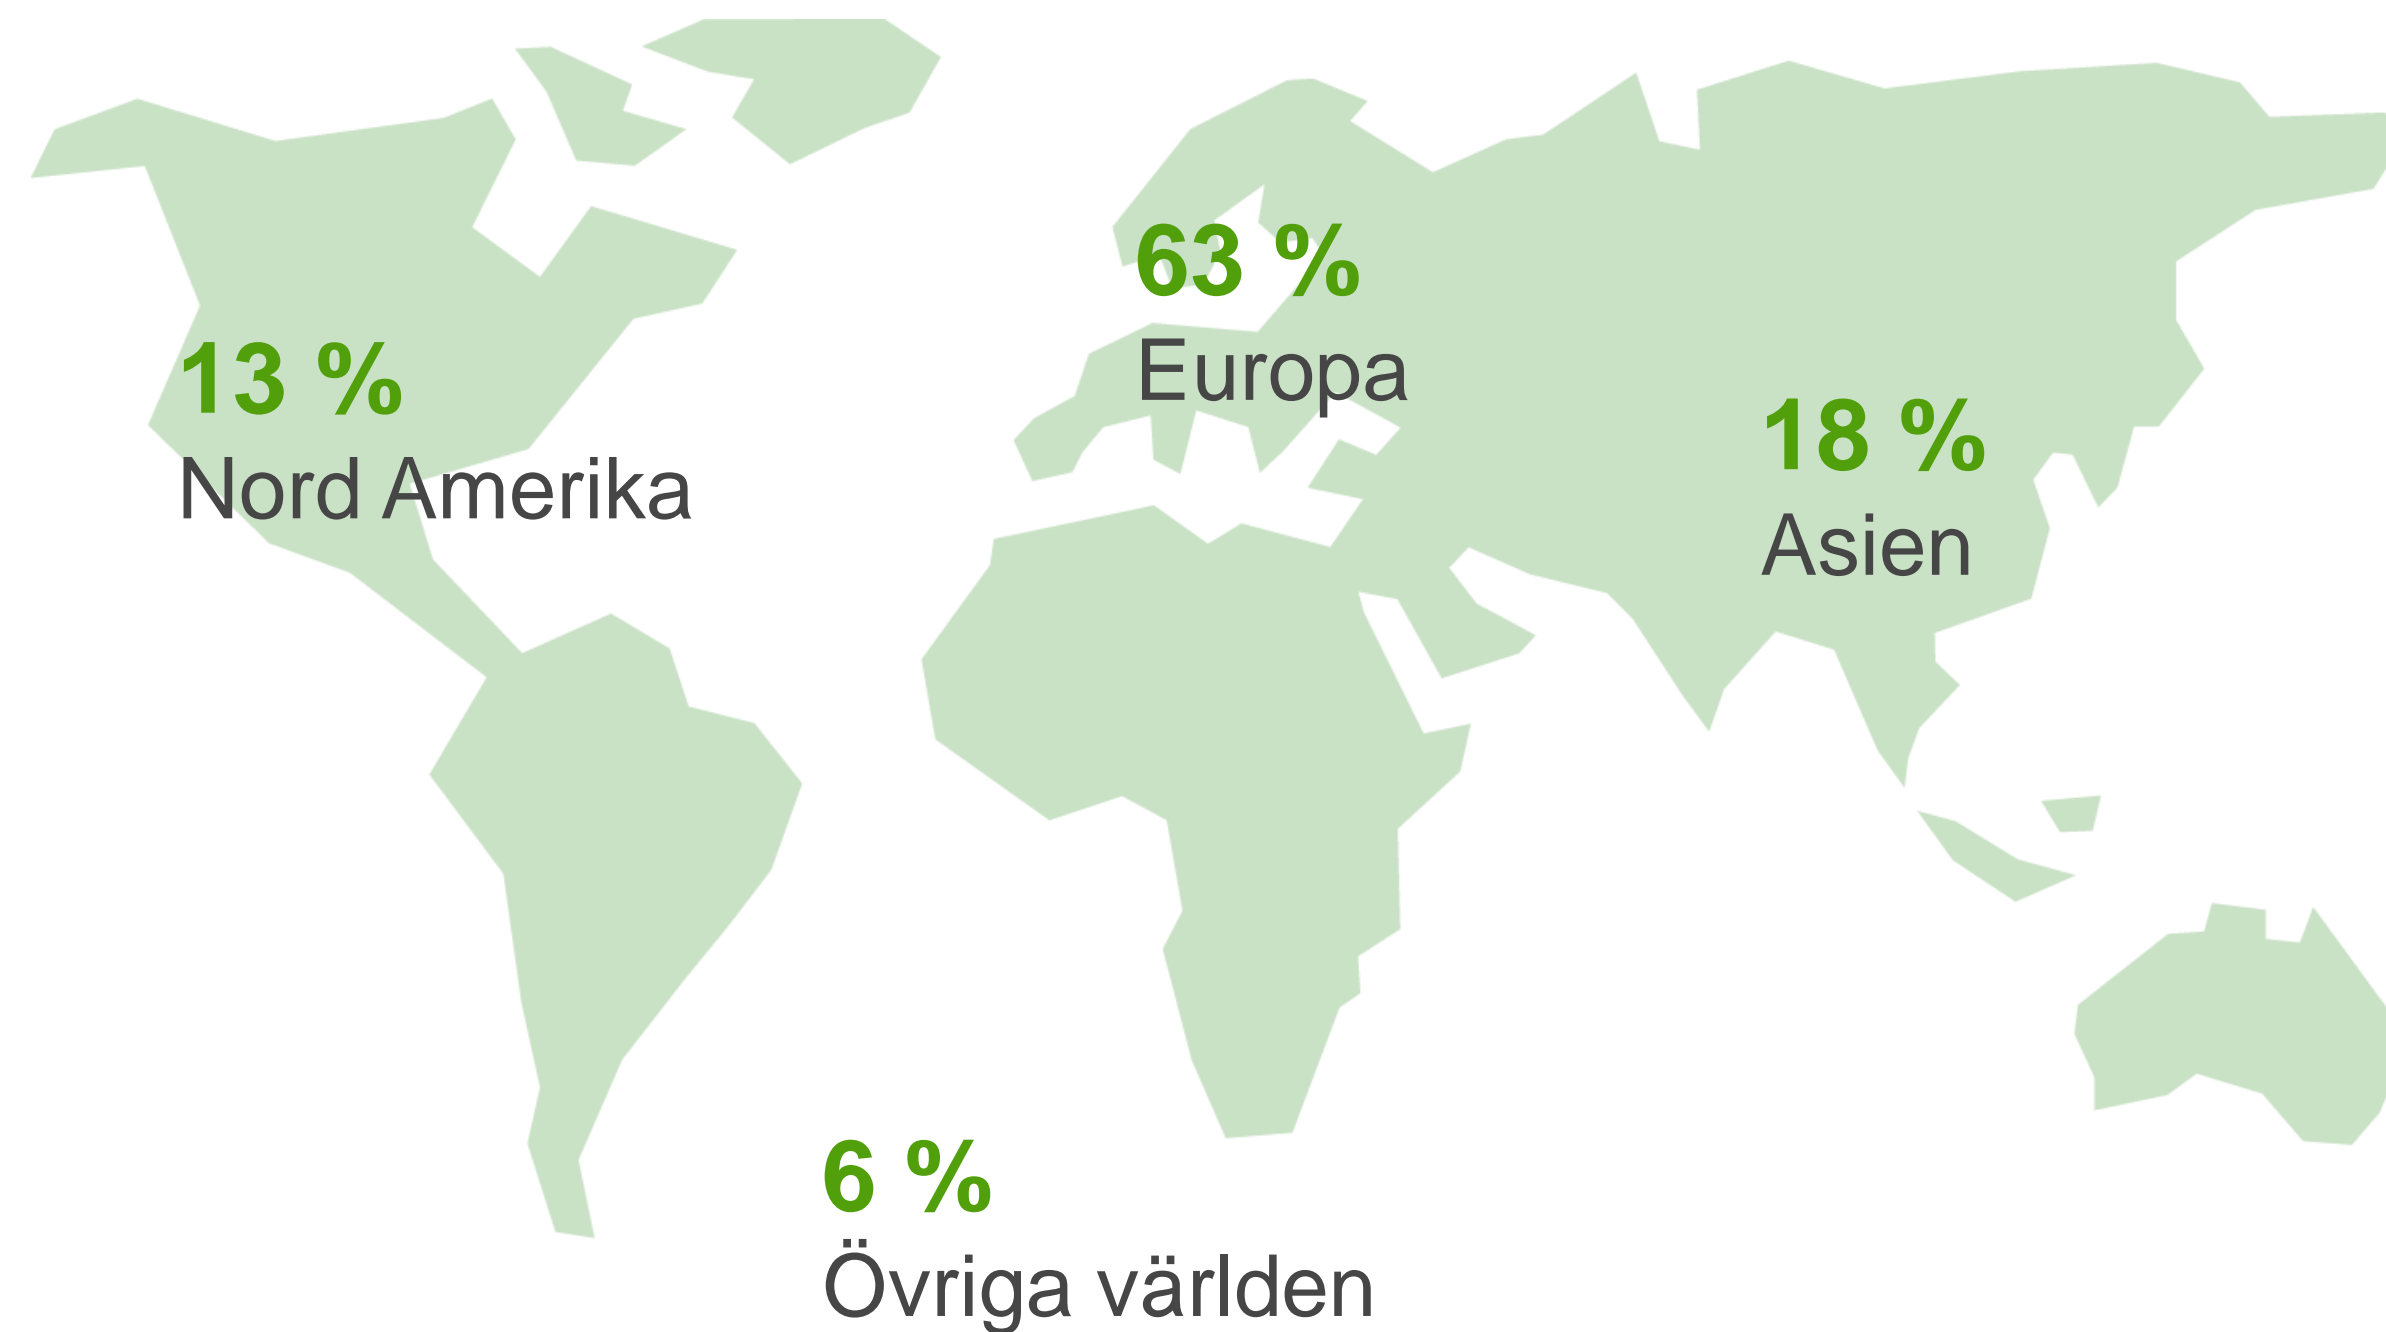 63 %
Europa
13 %
Nord Amerika
18 %
Asien
6 %
Övriga världen